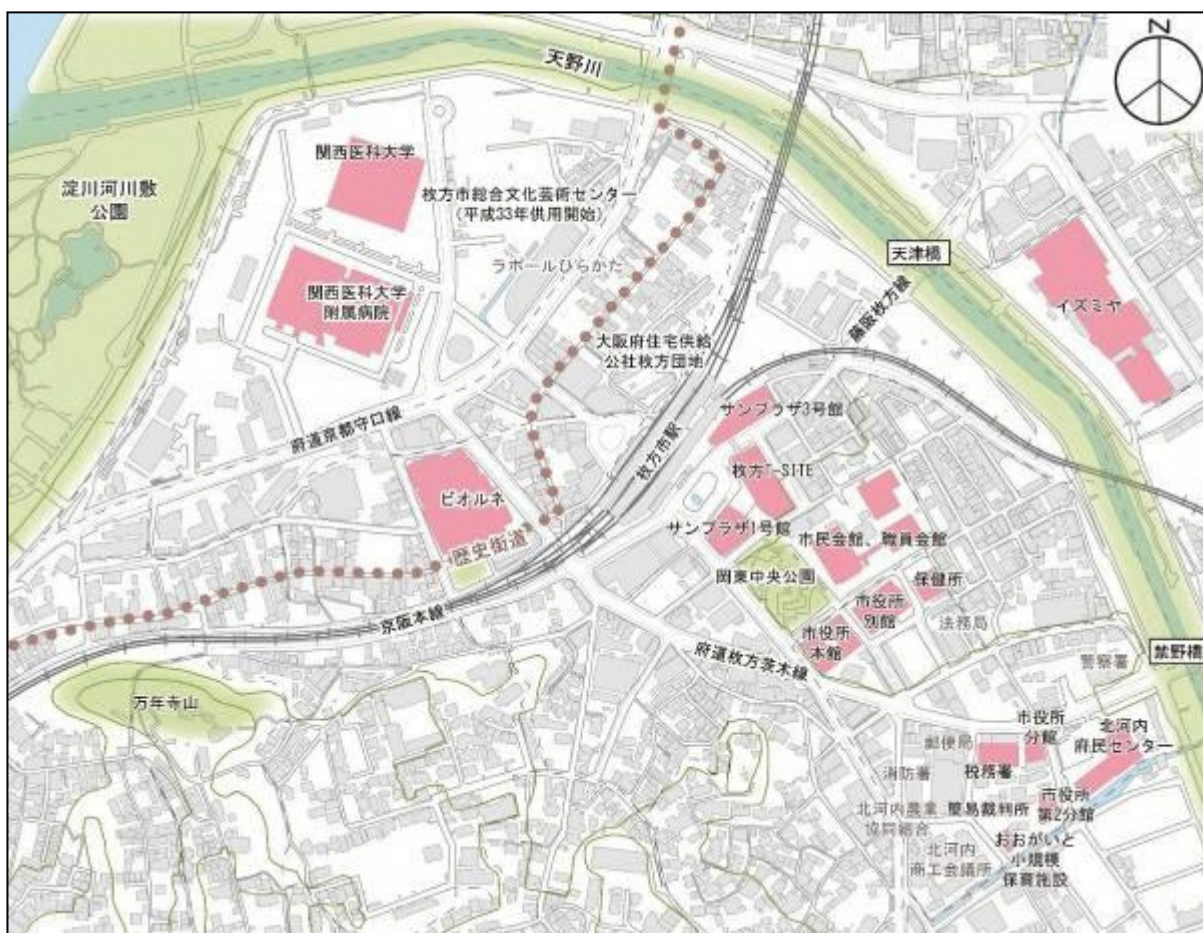 N
天野川
関西医科大学
淀川河川敷
公園
枚方市総合文化芸術センター
(平成33年供用開始)
天津橋
ラポールひらかた
関西医科大学
附属病院
イズミヤ
大阪府住宅供給
公社枚方団地
府道京都守口線
サンプラザ3号館
枚方市駅
枚方T-SITE
ビオルネ
サンプラザ1号館
市民会館、職員会館
歴史街道
岡東中央公園
保健所
市役所
別館
京阪本線
法務局
市役所
本館
府道枚方茨木線
警察署
禁野橋
万年寺山
市役所
分館
北河内
府民センター
郵便局
消防署
税務署
市役所
第2分館
北河内農業
協同組合
簡易裁判所
おおがいと
小規模
保育施設
北河内
商工会議所